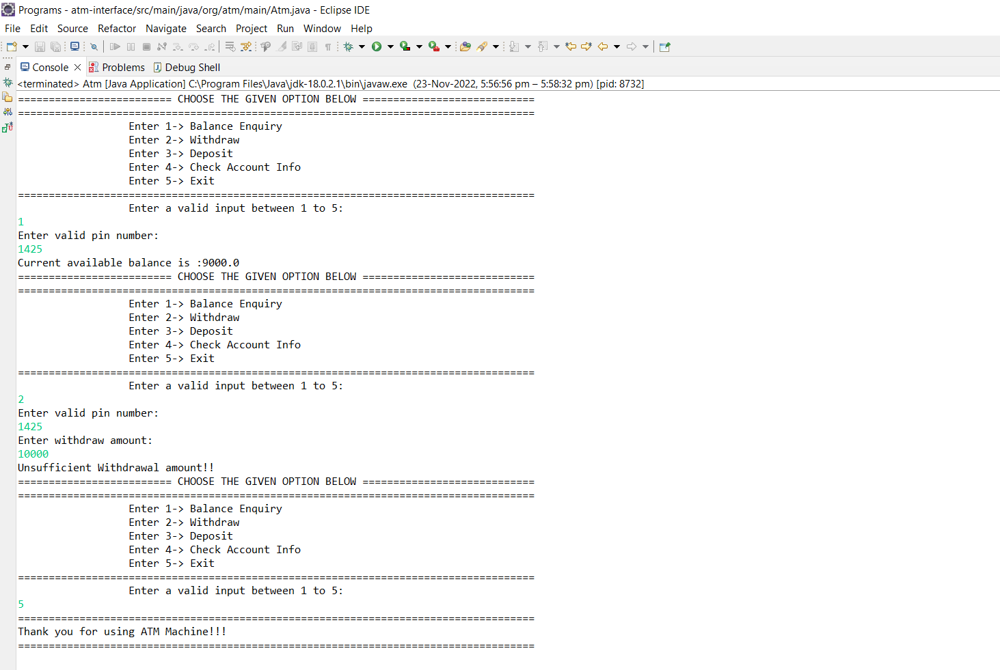 Programs - atm-interface/src/main/java/org/atm/main/Atm.java - Eclipse IDE
File Edit Source Refactor Navigate Search Project Run Window Help
Console Problems Debug Shell
<terminated> Atm [Java Application] C:\Program Files\Java\jdk-18.0.2.1\bin\javaw.exe (23-Nov-2022, 5:56:56 pm – 5:58:32 pm) [pid: 8732]
========================= CHOOSE THE GIVEN OPTION BELOW ============================
====================================================================================
Enter 1-> Balance Enquiry
Enter 2-> Withdraw
Enter 3-> Deposit
Enter 4-> Check Account Info
Enter 5-> Exit
====================================================================================
Enter a valid input between 1 to 5:
1
Enter valid pin number:
1425
Current available balance is :9000.0
========================= CHOOSE THE GIVEN OPTION BELOW ============================
====================================================================================
Enter 1-> Balance Enquiry
Enter 2-> Withdraw
Enter 3-> Deposit
Enter 4-> Check Account Info
Enter 5-> Exit
====================================================================================
Enter a valid input between 1 to 5:
2
Enter valid pin number:
1425
Enter withdraw amount:
10000
Unsufficient Withdrawal amount!!
========================= CHOOSE THE GIVEN OPTION BELOW ============================
====================================================================================
Enter 1-> Balance Enquiry
Enter 2-> Withdraw
Enter 3-> Deposit
Enter 4-> Check Account Info
Enter 5-> Exit
====================================================================================
Enter a valid input between 1 to 5:
5
====================================================================================
Thank you for using ATM Machine!!!
====================================================================================